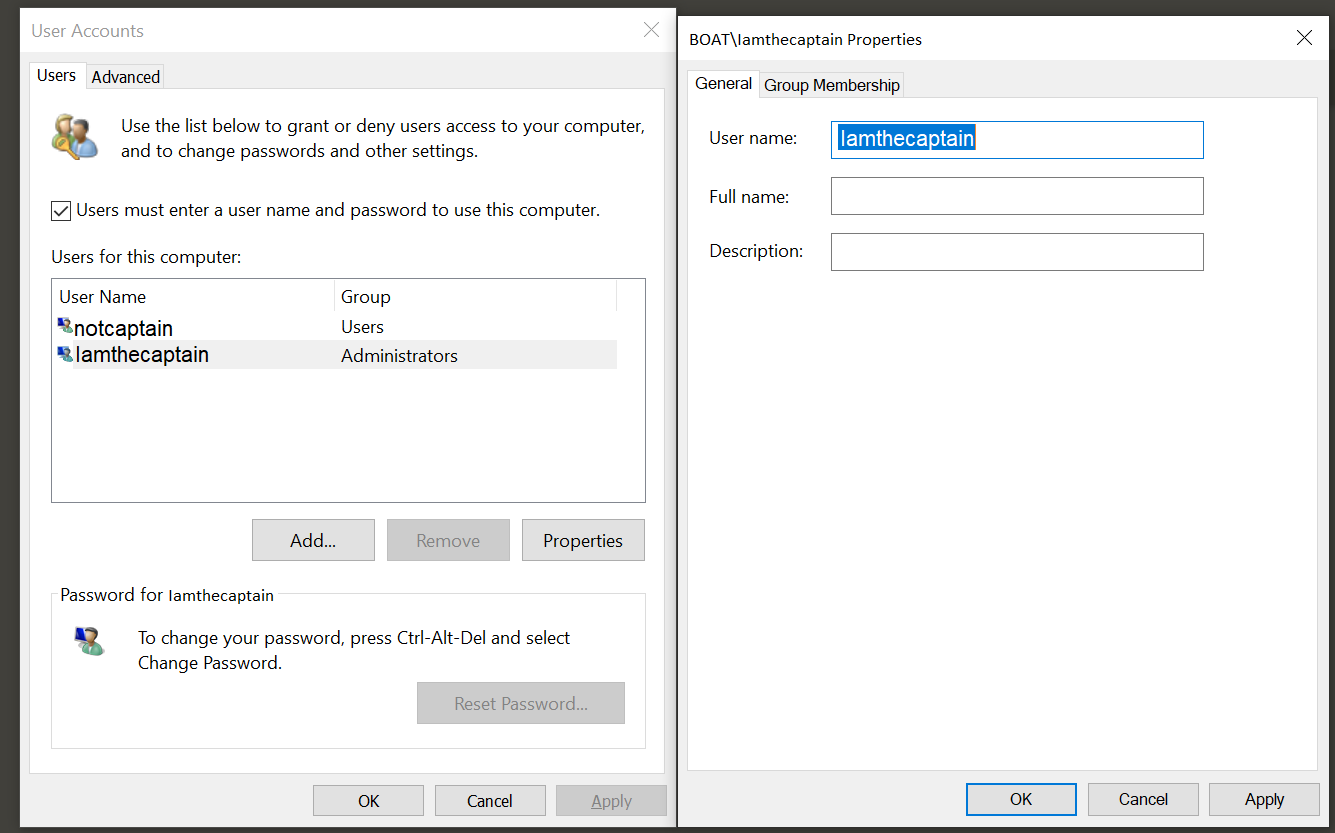 User Accounts
Users
Advanced
Use the list below to grant or deny users access to your computer,
and to change passwords and other settings.
Users must enter a user name and password to use this computer.
Users for this computer:
User Name Group
notcaptain Users
Iamthecaptain Administrators
Add... Remove Properties
Password for Iamthecaptain
To change your password, press Ctrl-Alt-Del and select
Change Password.
Reset Password...
OK Cancel Apply
BOAT\Iamthecaptain Properties
General Group Membership
User name: Iamthecaptain
Full name:
Description:
OK Cancel Apply